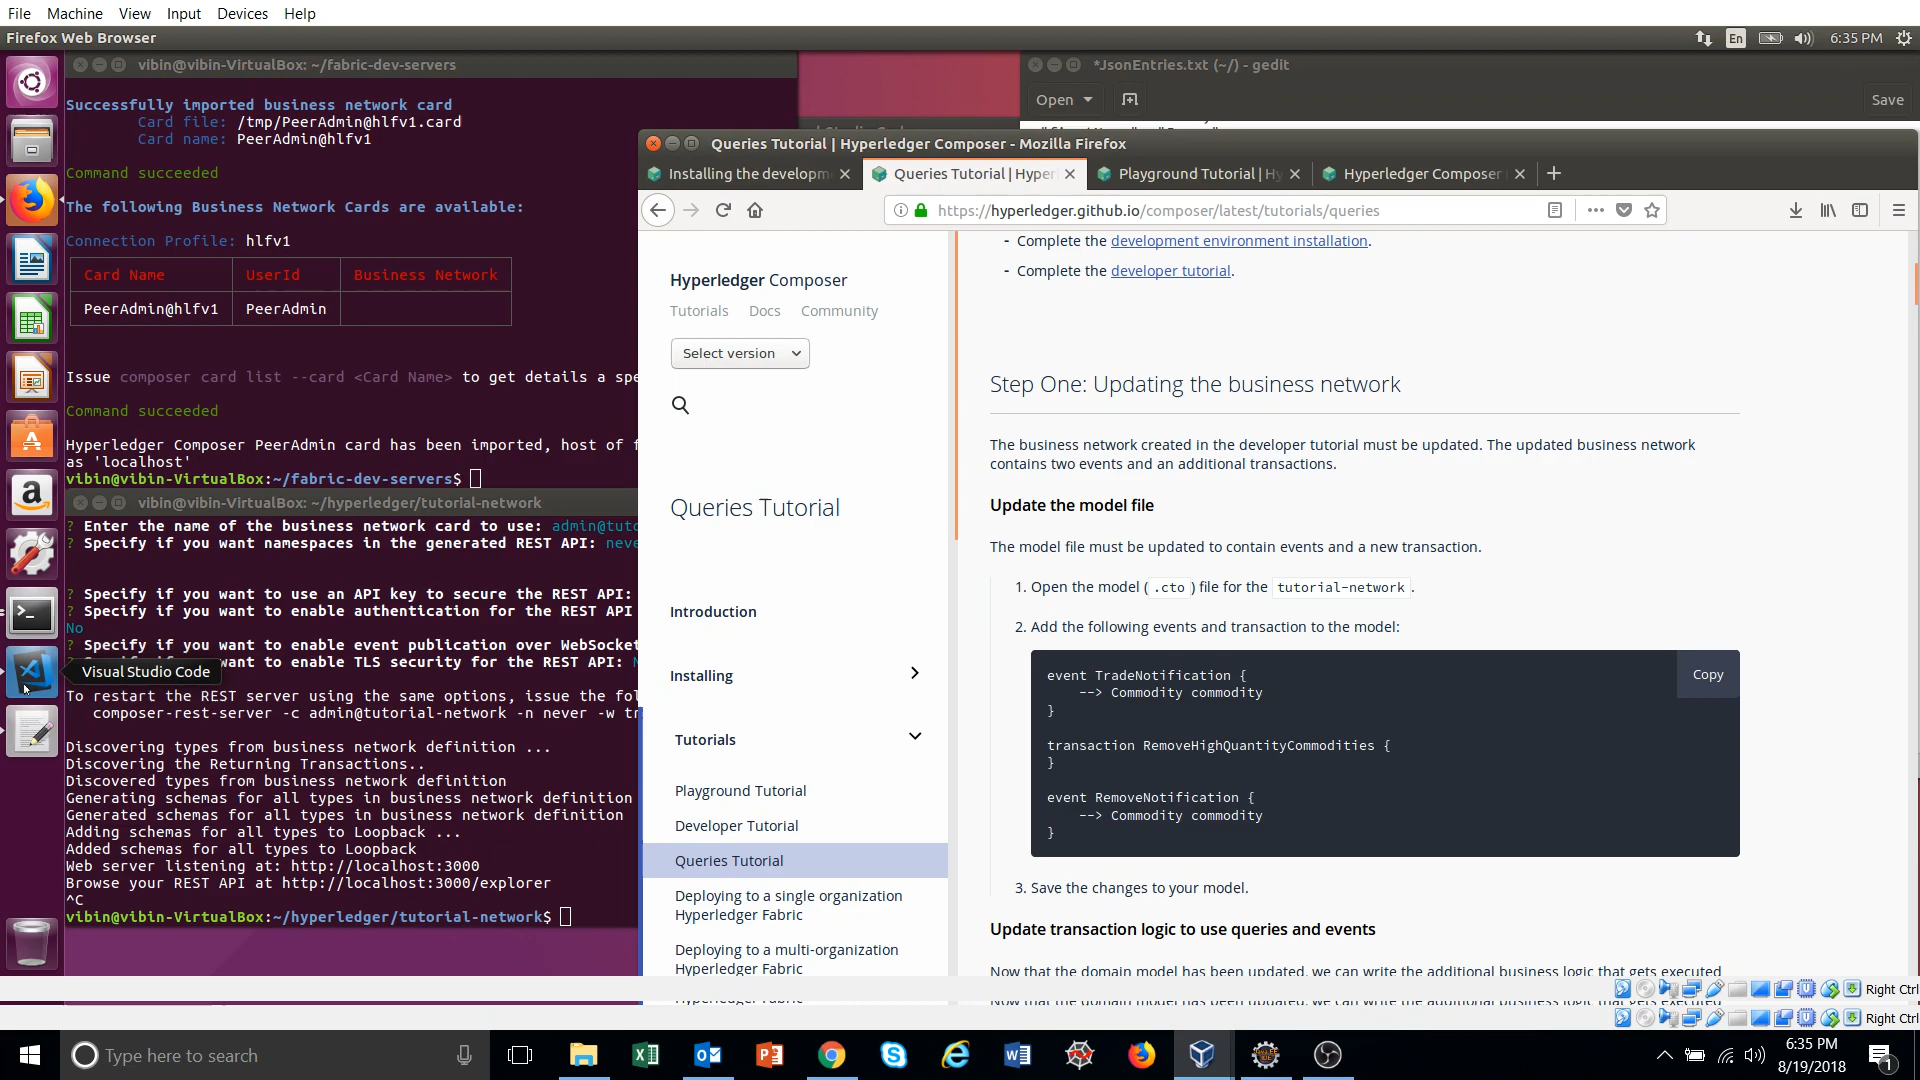 File Machine View Input Devices Help
Firefox Web Browser
En
6:35 PM
vibin@vibin-VirtualBox: ~/fabric-dev-servers
Successfully imported business network card
Card file: /tmp/PeerAdmin@hlfv1.card
Card name: PeerAdmin@hlfv1
Command succeeded
The following Business Network Cards are available:
Connection Profile: hlfv1
Card Name UserId Business Network
PeerAdmin@hlfv1 PeerAdmin
Issue composer card list --card <Card Name> to get details a spe
Command succeeded
Hyperledger Composer PeerAdmin card has been imported, host of f
as 'localhost'
vibin@vibin-VirtualBox:~/fabric-dev-servers$
vibin@vibin-VirtualBox: ~/hyperledger/tutorial-network
? Enter the name of the business network card to use: admin@tuto
? Specify if you want namespaces in the generated REST API: neve
? Specify if you want to use an API key to secure the REST API:
? Specify if you want to enable authentication for the REST API
No
? Specify if you want to enable event publication over WebSocket
want to enable TLS security for the REST API: N
Visual Studio Code
To restart the REST server using the same options, issue the fol
composer-rest-server -c admin@tutorial-network -n never -w tr
Discovering types from business network definition ...
Discovering the Returning Transactions..
Discovered types from business network definition
Generating schemas for all types in business network definition
Generated schemas for all types in business network definition
Adding schemas for all types to Loopback ...
Added schemas for all types to Loopback
Web server listening at: http://localhost:3000
Browse your REST API at http://localhost:3000/explorer
^C
vibin@vibin-VirtualBox:~/hyperledger/tutorial-network$
*JsonEntries.txt (~/) - gedit
Open
Save
Queries Tutorial | Hyperledger Composer - Mozilla Firefox
Installing the developm
Queries Tutorial | Hyper
Playground Tutorial | Hy
Hyperledger Composer
https://hyperledger.github.io/composer/latest/tutorials/queries
Hyperledger Composer
Tutorials Docs Community
Select version
Queries Tutorial
Introduction
Installing
Tutorials
Playground Tutorial
Developer Tutorial
Queries Tutorial
Deploying to a single organization
Hyperledger Fabric
Deploying to a multi-organization
Hyperledger Fabric
- Complete the development environment installation.
- Complete the developer tutorial.
Step One: Updating the business network
The business network created in the developer tutorial must be updated. The updated business network
contains two events and an additional transactions.
Update the model file
The model file must be updated to contain events and a new transaction.
1. Open the model ( .cto ) file for the tutorial-network .
2. Add the following events and transaction to the model:
Copy
event TradeNotification {
--> Commodity commodity
}
transaction RemoveHighQuantityCommodities {
}
event RemoveNotification {
--> Commodity commodity
}
3. Save the changes to your model.
Update transaction logic to use queries and events
Now that the domain model has been updated, we can write the additional business logic that gets executed
Right Ctrl
Right Ctrl
Type here to search
6:35 PM
8/19/2018
1